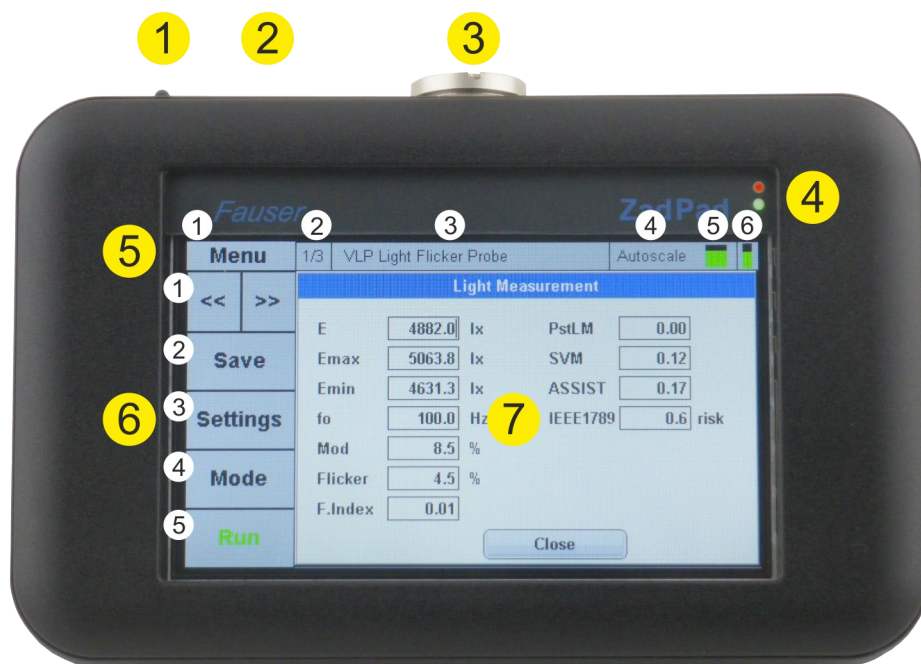 1 2 3
Fauser ZadPad 4
1 2 3 4 5 6
5 Menu 1/3 VLP Light Flicker Probe Autoscale
1 << >> Light Measurement
E 4882.0 lx PstLM 0.00
2 Save Emax 5063.8 lx SVM 0.12
Emin 4631.3 lx ASSIST 0.17
6 3 Settings fo 100.0 Hz 7 IEEE1789 0.6 risk
Mod 8.5 %
4 Mode Flicker 4.5 %
F.Index 0.01
5 Run Close